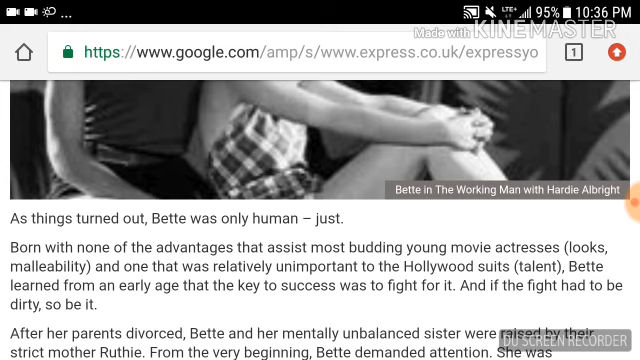 LTE+ 95% 10:36 PM
Made with KINEMASTER
https://www.google.com/amp/s/www.express.co.uk/expressyo
1
Bette in The Working Man with Hardie Albright
As things turned out, Bette was only human – just.
Born with none of the advantages that assist most budding young movie actresses (looks,
malleability) and one that was relatively unimportant to the Hollywood suits (talent), Bette
learned from an early age that the key to success was to fight for it. And if the fight had to be
dirty, so be it.
After her parents divorced, Bette and her mentally unbalanced sister were raised by their
strict mother Ruthie. From the very beginning, Bette demanded attention. She was
DU SCREEN RECORDER